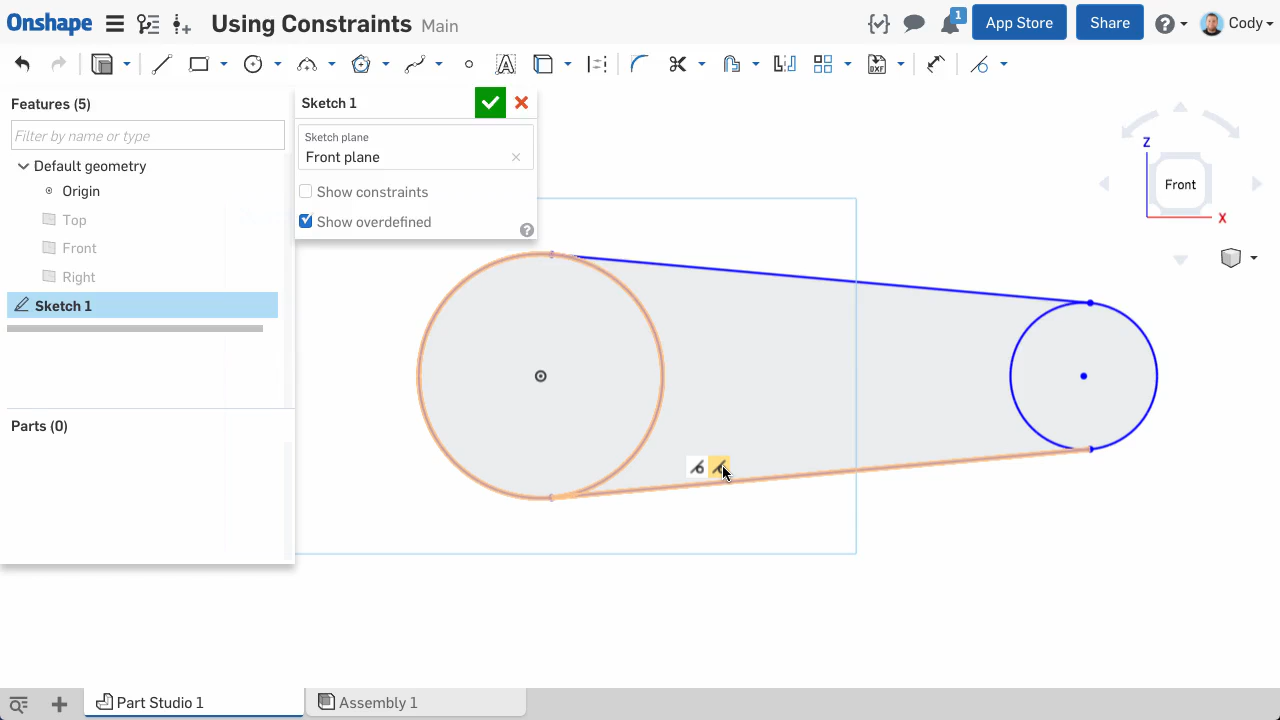 Onshape
Using Constraints Main
1
App Store
Share
Cody
DXF
Features (5)
Filter by name or type
Default geometry
Origin
Top
Front
Right
Sketch 1
Parts (0)
Sketch 1
Sketch plane
Front plane
Show constraints
Show overdefined
Z
Front
X
Part Studio 1
Assembly 1